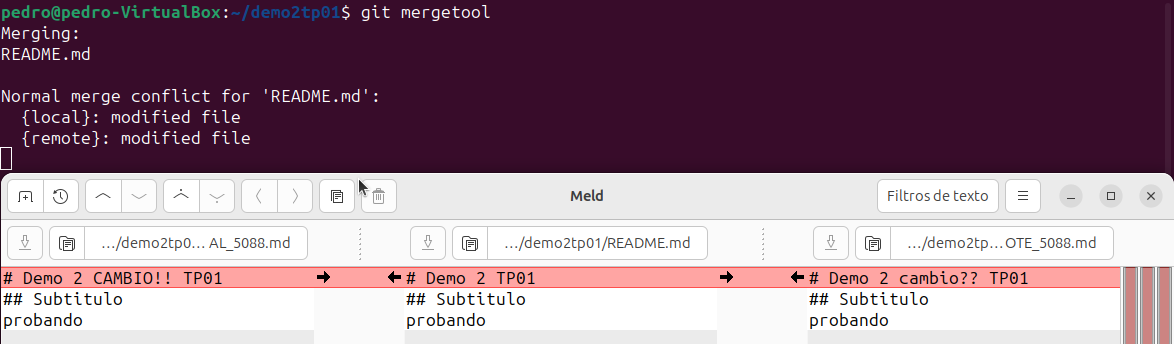 pedro@pedro-VirtualBox:~/demo2tp01$ git mergetool
Merging:
README.md
Normal merge conflict for 'README.md':
{local}: modified file
{remote}: modified file
Meld
Filtros de texto
…/demo2tp0… AL_5088.md
…/demo2tp01/README.md
…/demo2tp… OTE_5088.md
# Demo 2 CAMBIO!! TP01
# Demo 2 TP01
# Demo 2 cambio?? TP01
## Subtitulo
## Subtitulo
## Subtitulo
probando
probando
probando